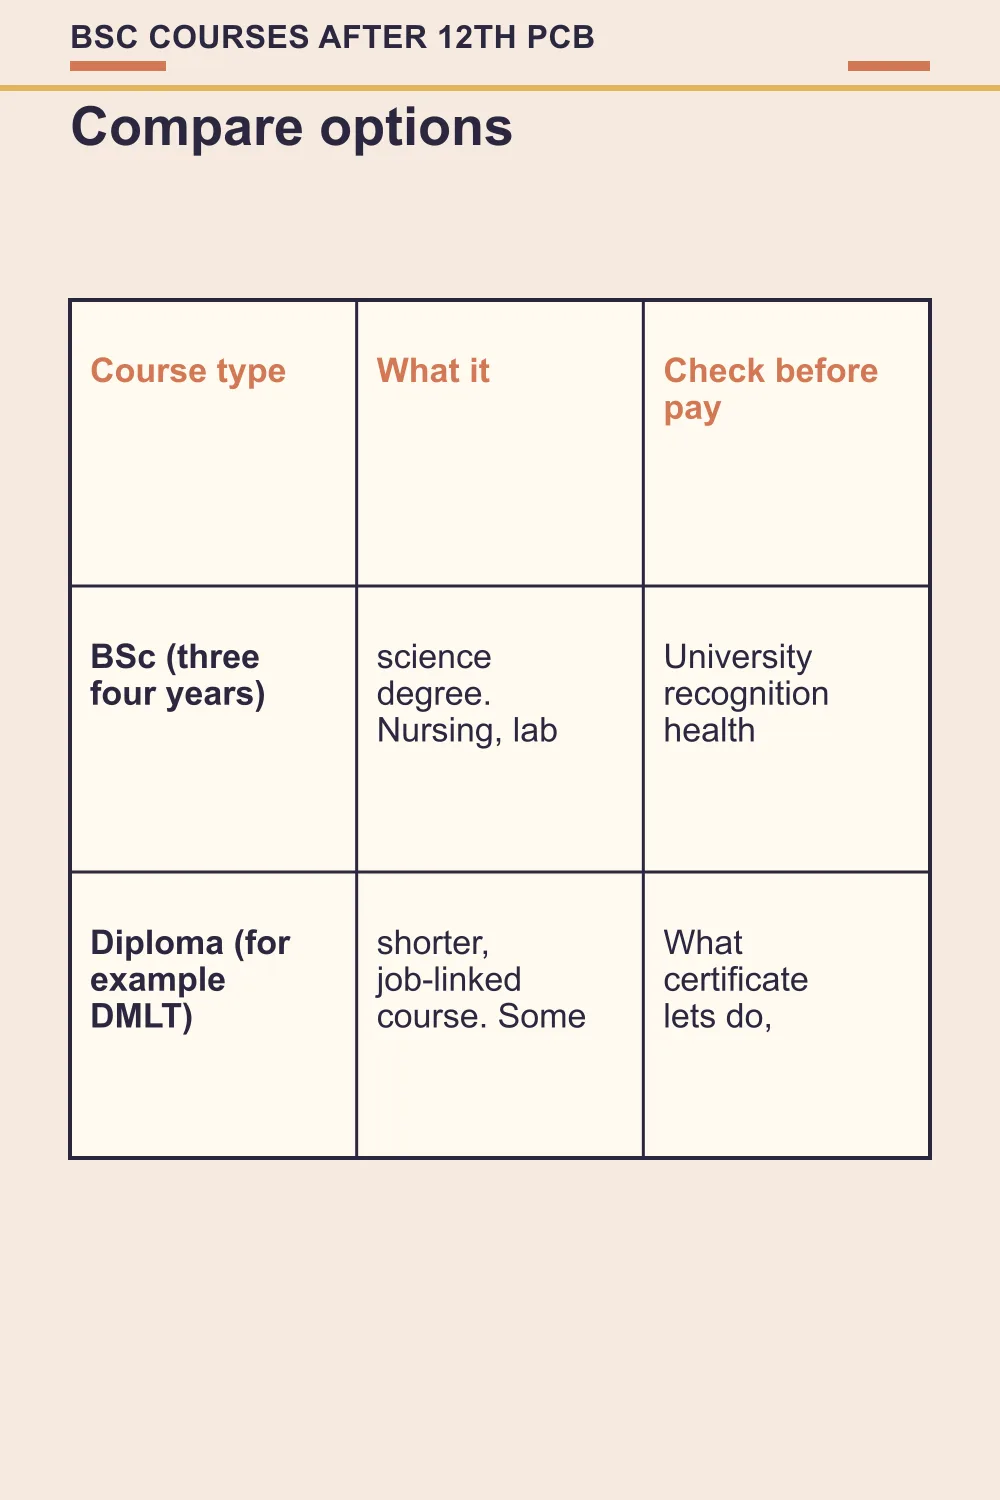 BSC COURSES AFTER 12TH PCB
Compare options
Course type
What it
Check before
pay
BSc (three
four years)
science
degree.
Nursing, lab
University
recognition
health
Diploma (for
example
DMLT)
shorter,
job-linked
course. Some
What
certificate
lets do,